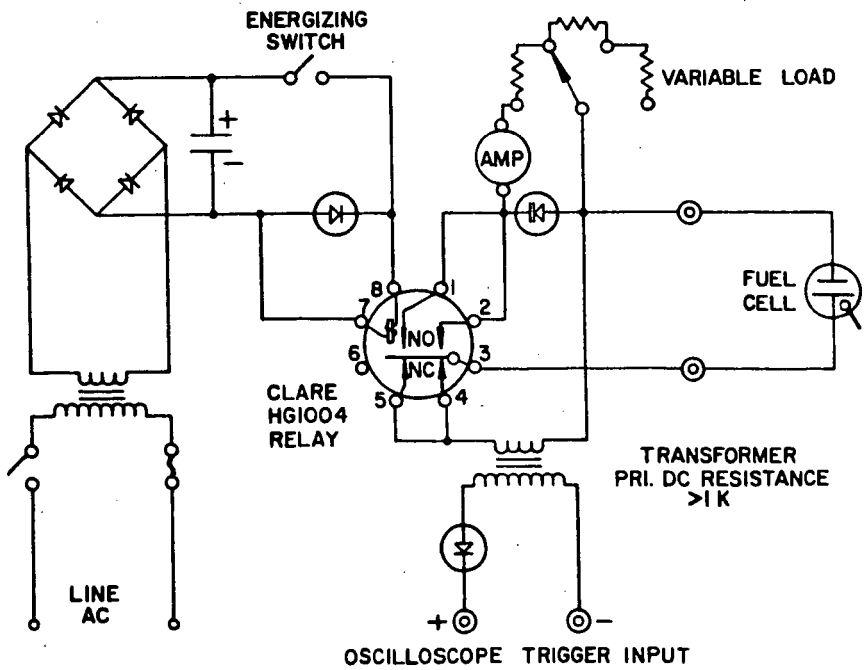 ENERGIZING
SWITCH
VARIABLE LOAD
+
-
AMP
FUEL
CELL
8
1
7
2
NO
6
3
NC
5
4
CLARE
HG1004
RELAY
TRANSFORMER
PRI. DC RESISTANCE
>1 K
LINE
AC
+
-
OSCILLOSCOPE TRIGGER INPUT